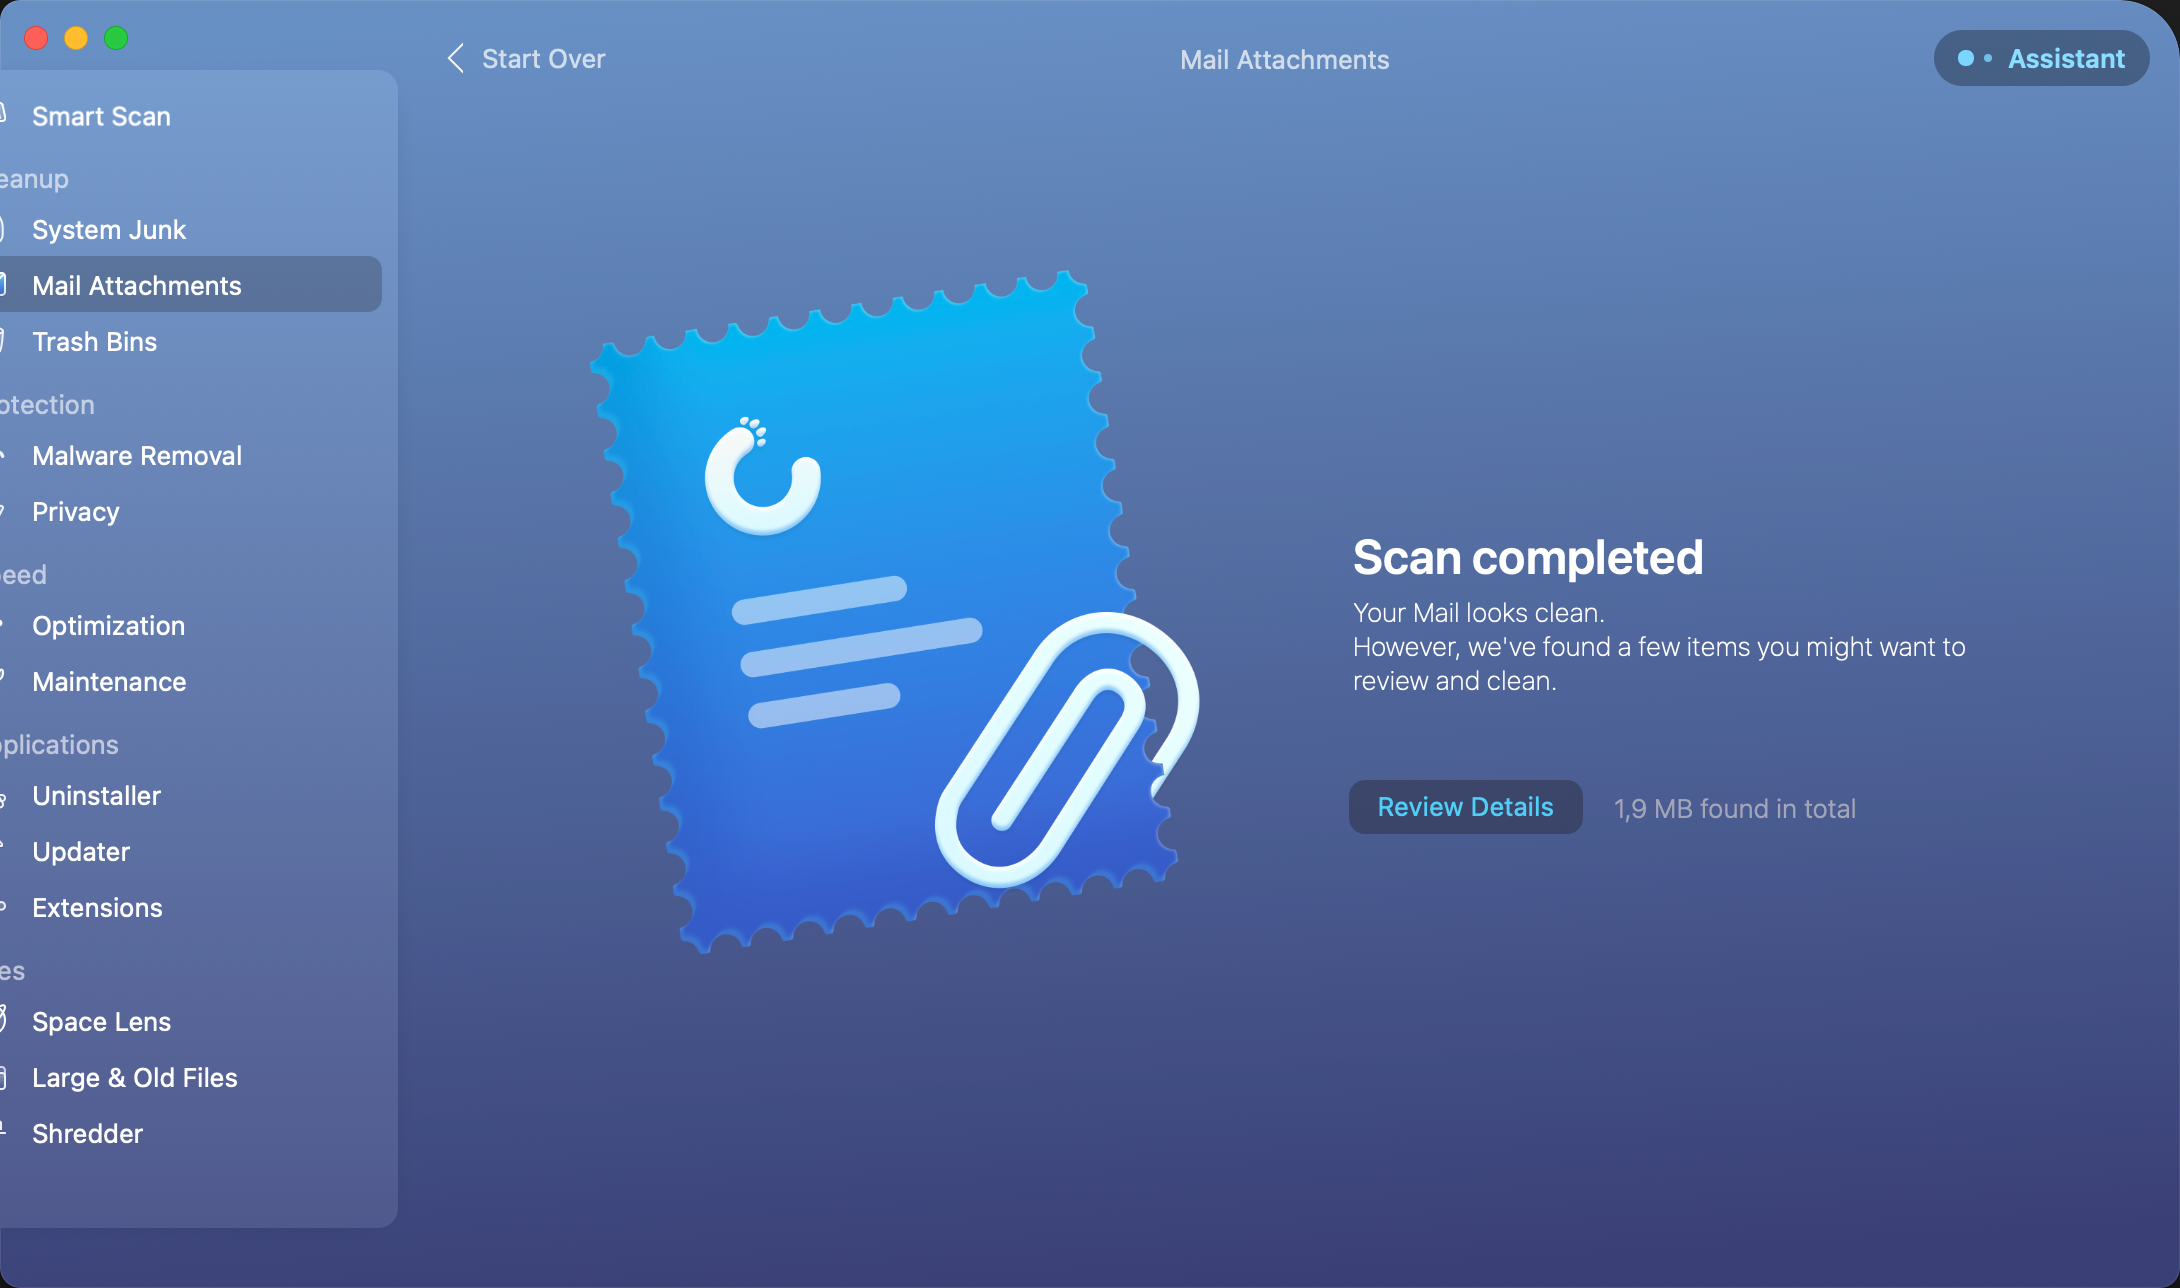 Start Over
Mail Attachments
Assistant
Smart Scan
eanup
System Junk
Mail Attachments
Trash Bins
otection
Malware Removal
Privacy
eed
Optimization
Maintenance
plications
Uninstaller
Updater
Extensions
es
Space Lens
Large & Old Files
Shredder
Scan completed
Your Mail looks clean.
However, we've found a few items you might want to
review and clean.
Review Details
1,9 MB found in total